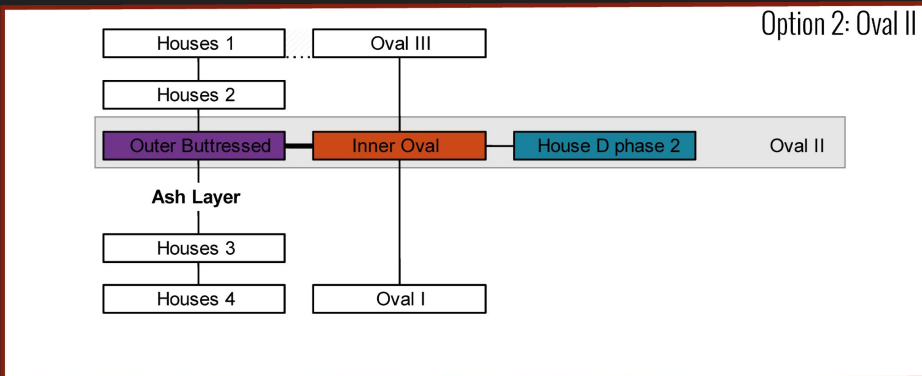 Option 2: Oval II
Houses 1
Oval III
Houses 2
Outer Buttressed
Inner Oval
House D phase 2
Oval II
Ash Layer
Houses 3
Houses 4
Oval I